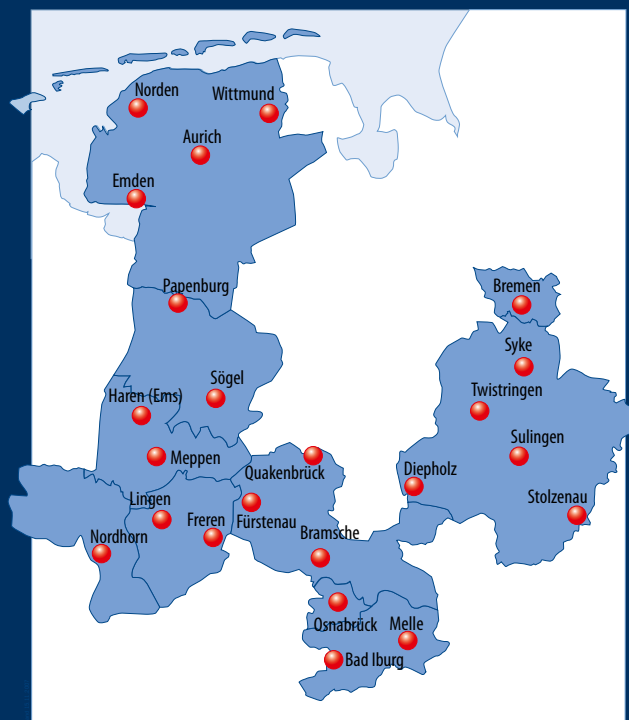 Norden
Wittmund
Aurich
Emden
Papenburg
Bremen
Syke
Sögel
Haren (Ems)
Twistringen
Sulingen
Meppen
Quakenbrück
Diepholz
Lingen
Stolzenau
Freren
Fürstenau
Bramsche
Nordhorn
Osnabrück
Melle
Bad Iburg